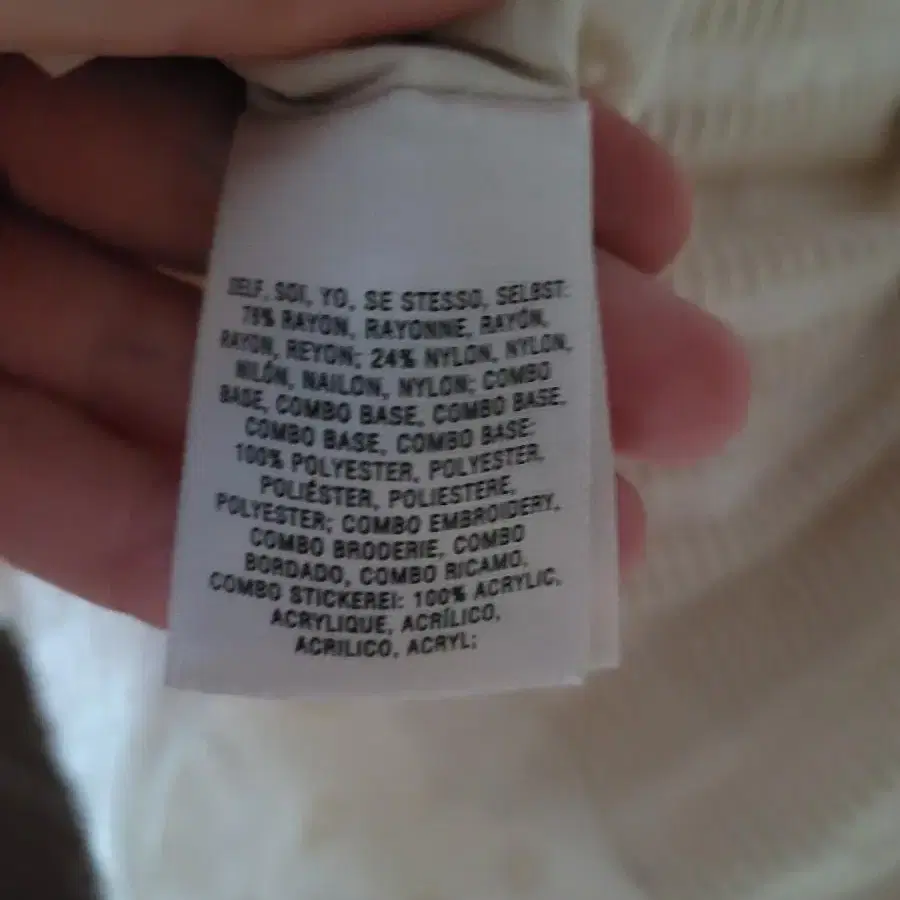 SELF, SOI, YO, SE STESSO, SELBST:
76% RAYON, RAYONNE, RAYÓN,
RAYON, REYON; 24% NYLON, NYLON,
NILÓN, NAILON, NYLON; COMBO
BASE, COMBO BASE, COMBO BASE,
COMBO BASE, COMBO BASE:
100% POLYESTER, POLYESTER,
POLIÉSTER, POLIESTERE,
POLYESTER; COMBO EMBROIDERY,
COMBO BRODERIE, COMBO
BORDADO, COMBO RICAMO,
COMBO STICKEREI: 100% ACRYLIC,
ACRYLIQUE, ACRÍLICO,
ACRILICO, ACRYL;